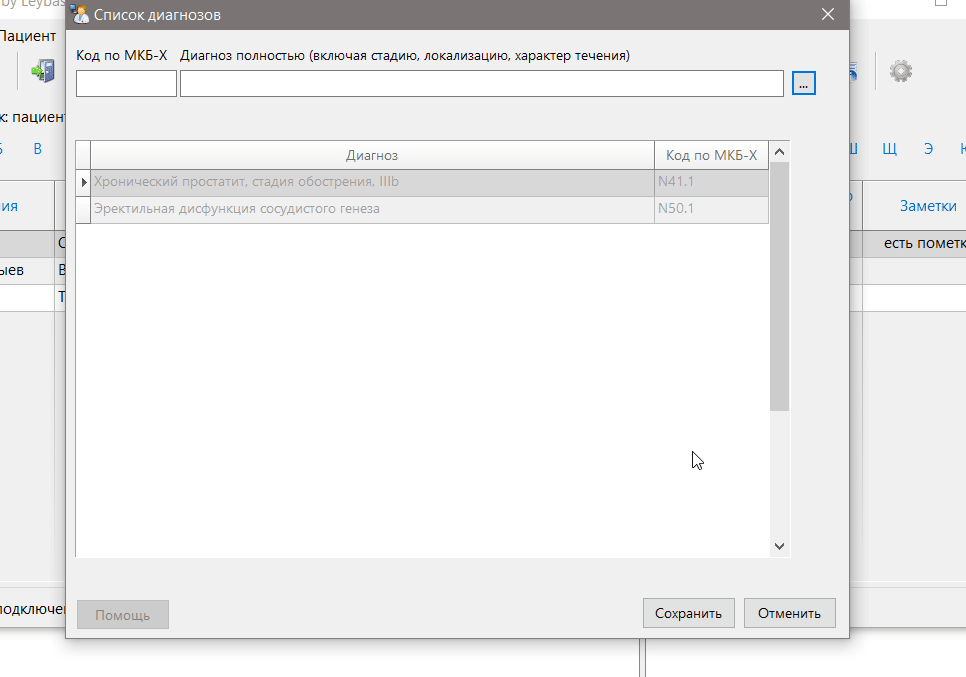 by Leybas
Список диагнозов
Пациент
Код по МКБ-X Диагноз полностью (включая стадию, локализацию, характер течения)
...
к: пациент
Б В Ш Щ Э Ю
Диагноз Код по МКБ-X
Хронический простатит, стадия обострения, IIIb N41.1
ия Эректильная дисфункция сосудистого генеза N50.1 Заметки
есть пометк
ыев В
Т
подключе
Помощь Сохранить Отменить